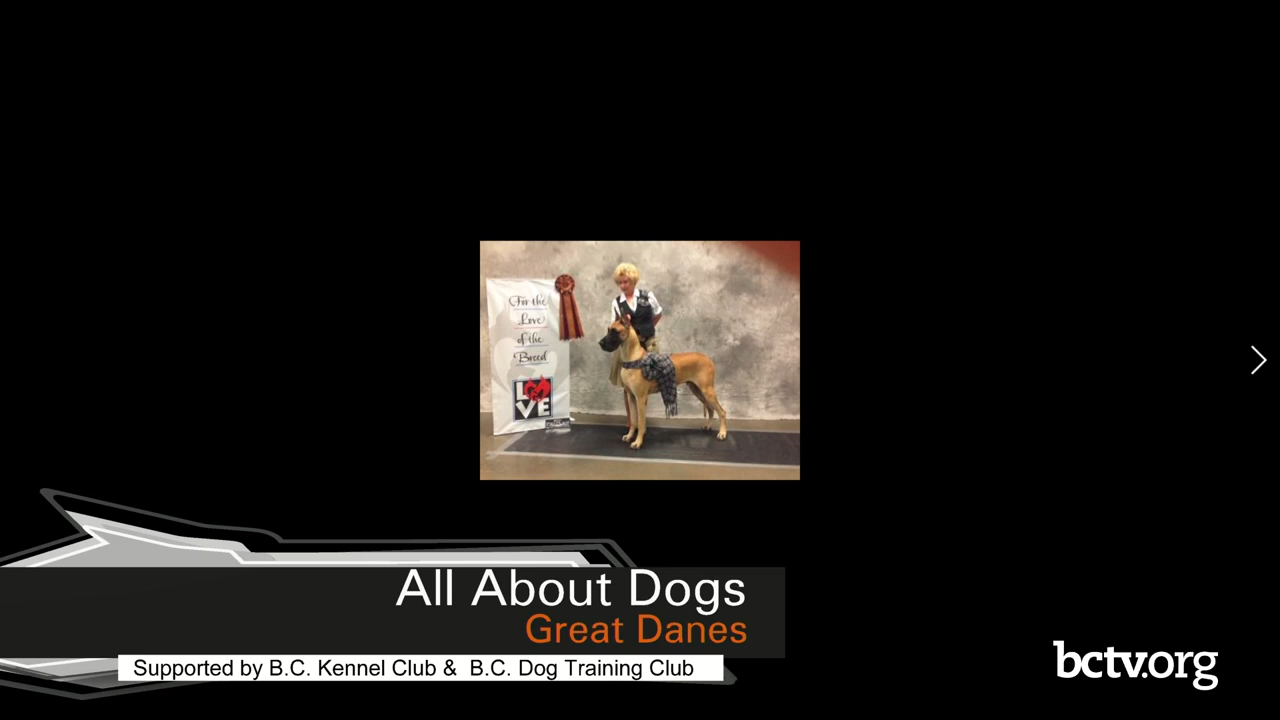 For the
Love
of the
Breed
LOVE
All About Dogs
Great Danes
Supported by B.C. Kennel Club & B.C. Dog Training Club
bctv.org